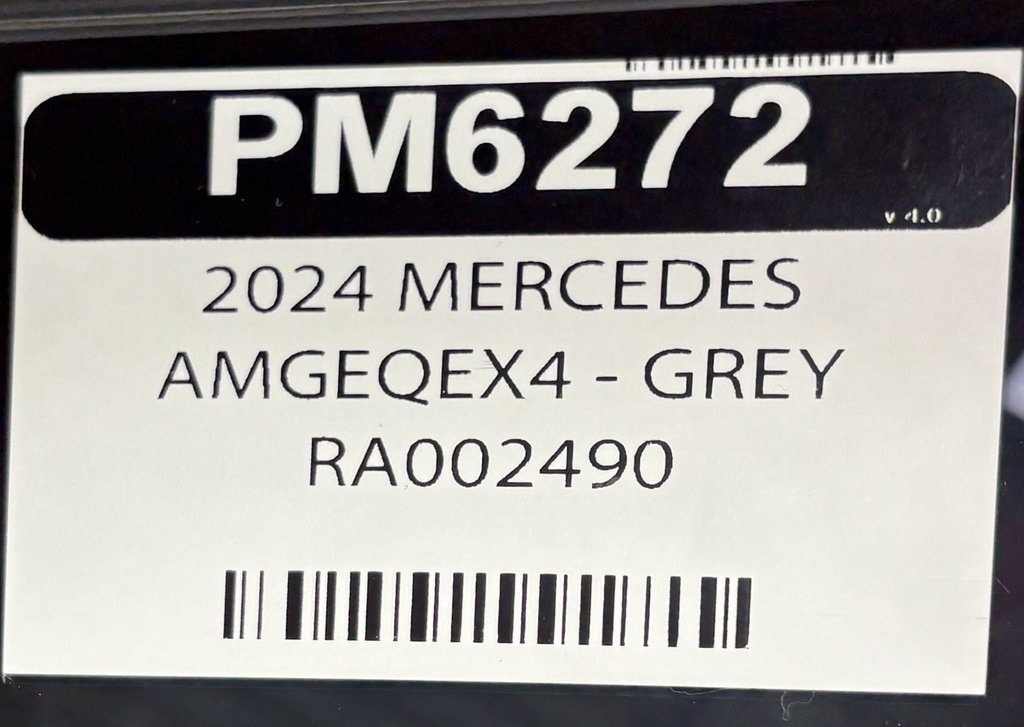 PM6272
v 4.0
2024 MERCEDES
AMGEQEX4 - GREY
RA002490